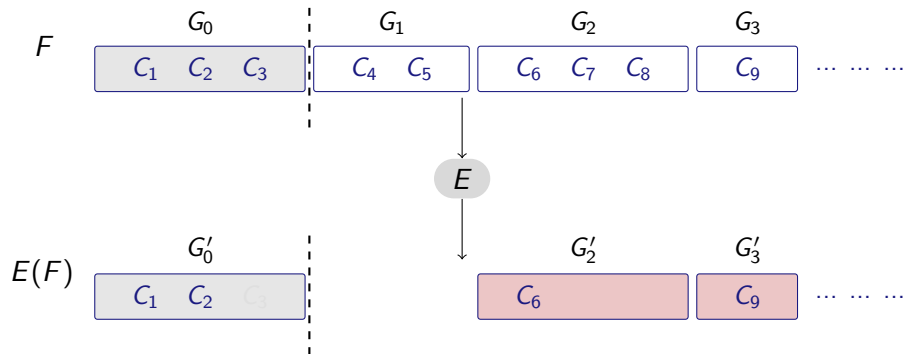 G₀ G₁ G₂ G₃
F C₁ C₂ C₃ C₄ C₅ C₆ C₇ C₈ C₉ ... ... ...
E
G′₀ G′₂ G′₃
E(F) C₁ C₂ C₃ C₆ C₉ ... ... ...